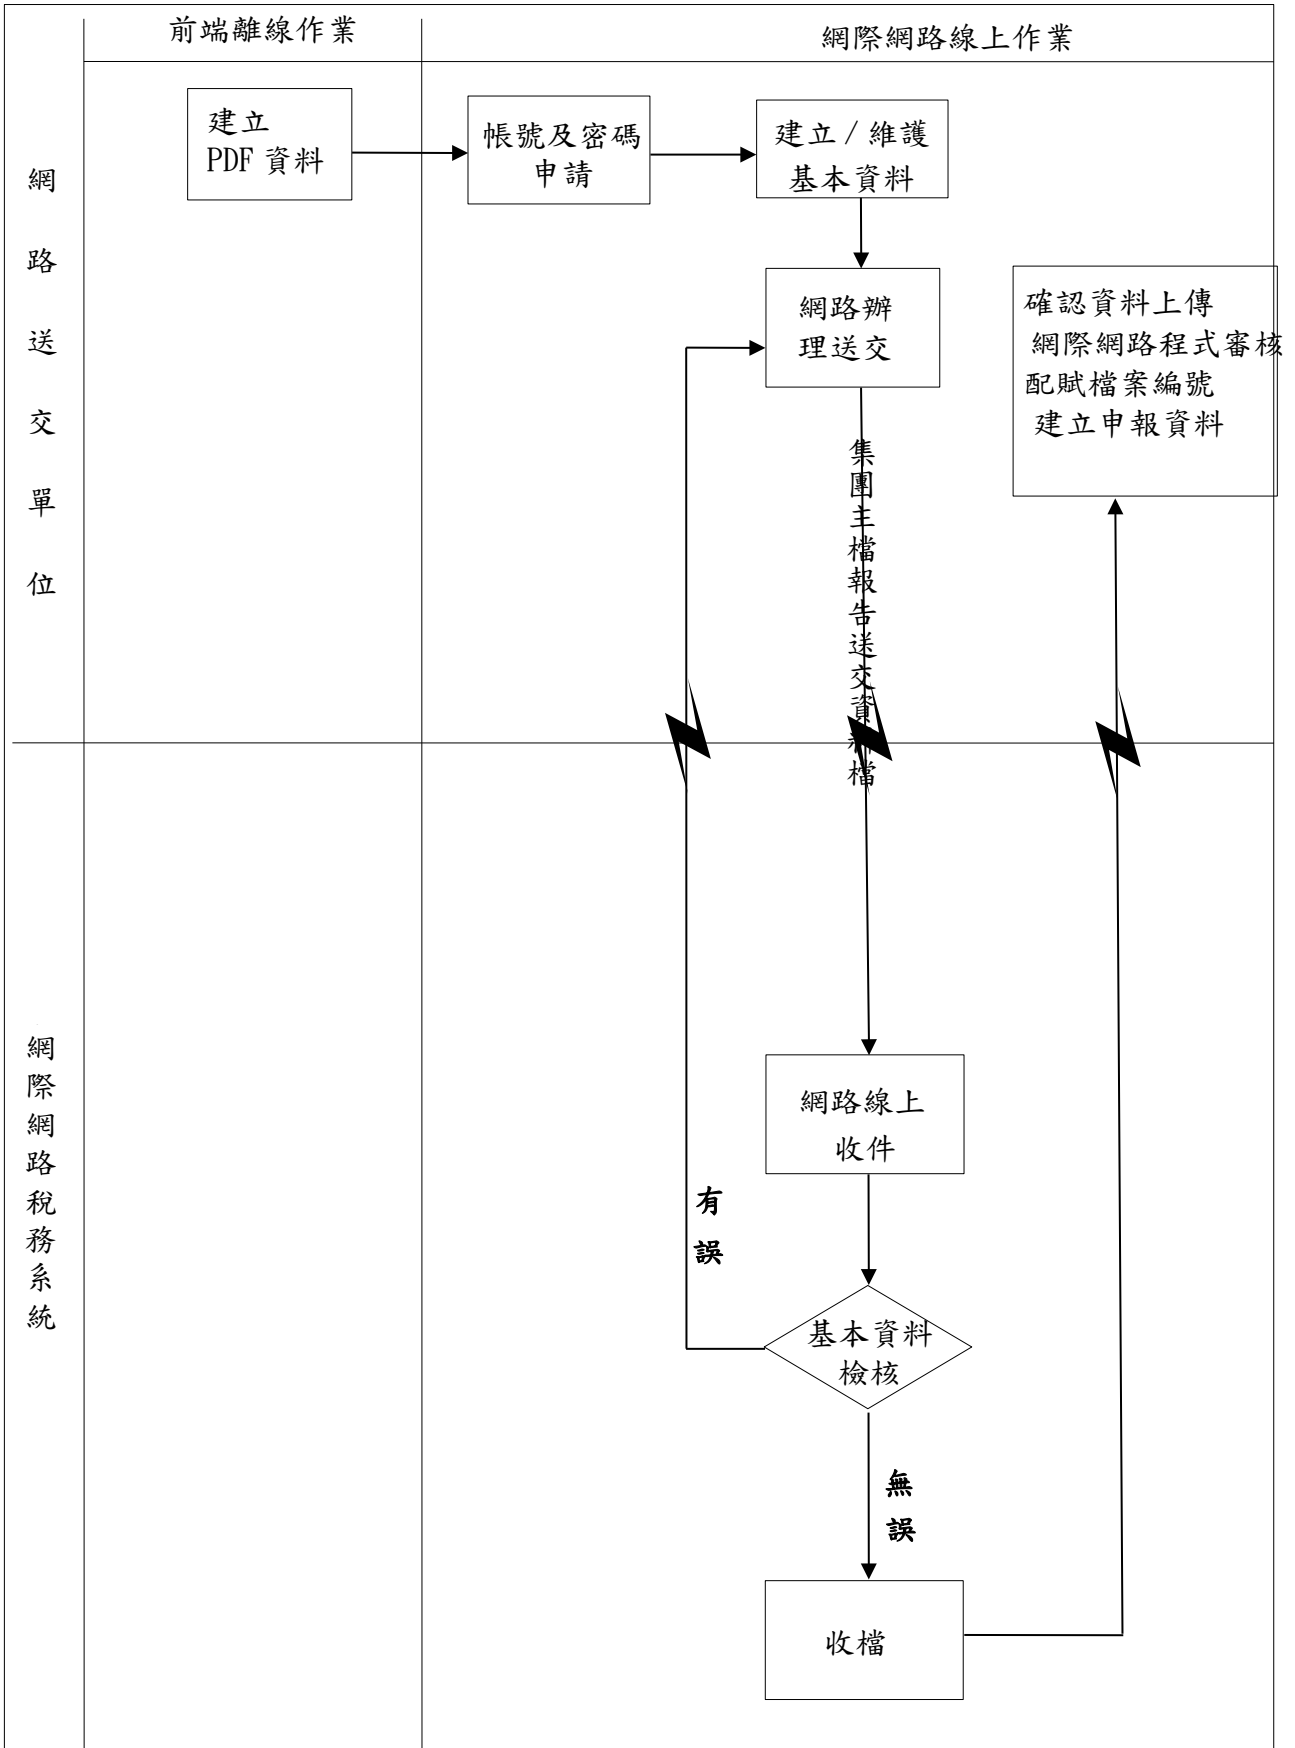 前端離線作業
網際網路線上作業
網路送交單位
建立
PDF 資料
帳號及密碼
申請
建立/維護
基本資料
網路辦
理送交
確認資料上傳
網際網路程式審核
配賦檔案編號
建立申報資料
集團主檔報告送交資料檔
網際網路稅務系統
網路線上
收件
有誤
基本資料
檢核
無誤
收檔